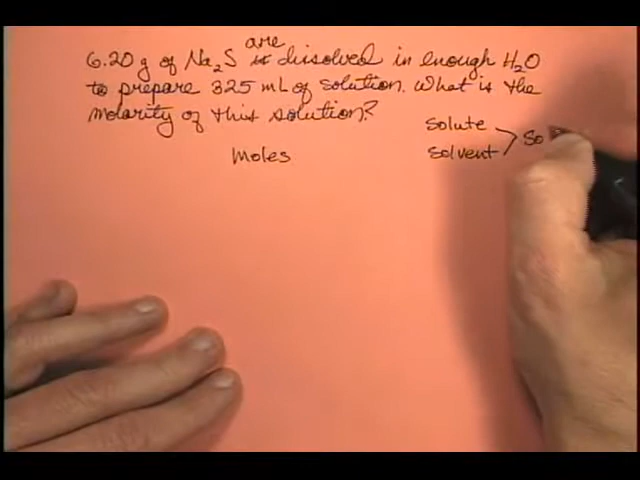 are
6.20 g of Na₂S is dissolved in enough H₂O
to prepare 325 mL of solution. What is the
molarity of this solution?
solute
moles solvent > So